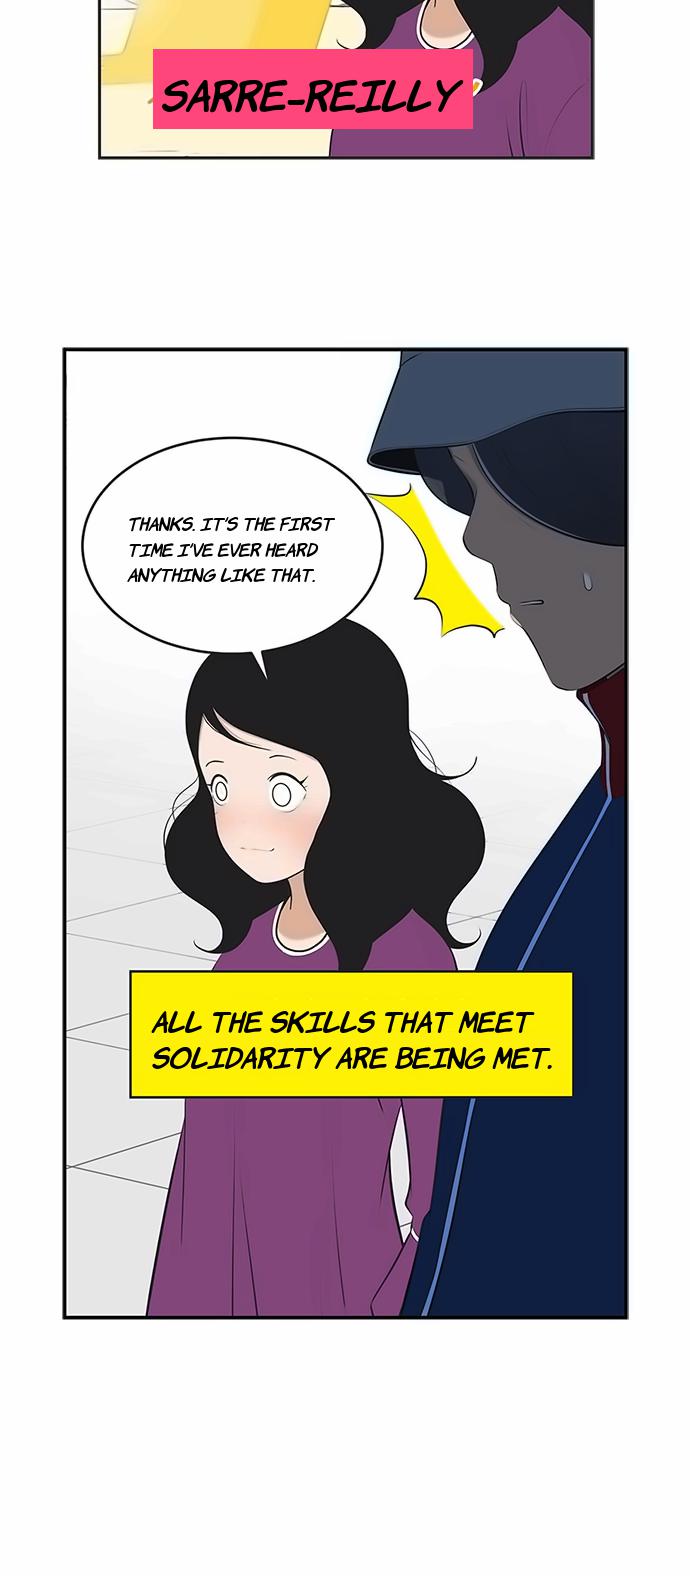 SARRE-REILLY
THANKS. IT'S THE FIRST
TIME I'VE EVER HEARD
ANYTHING LIKE THAT.
ALL THE SKILLS THAT MEET
SOLIDARITY ARE BEING MET.